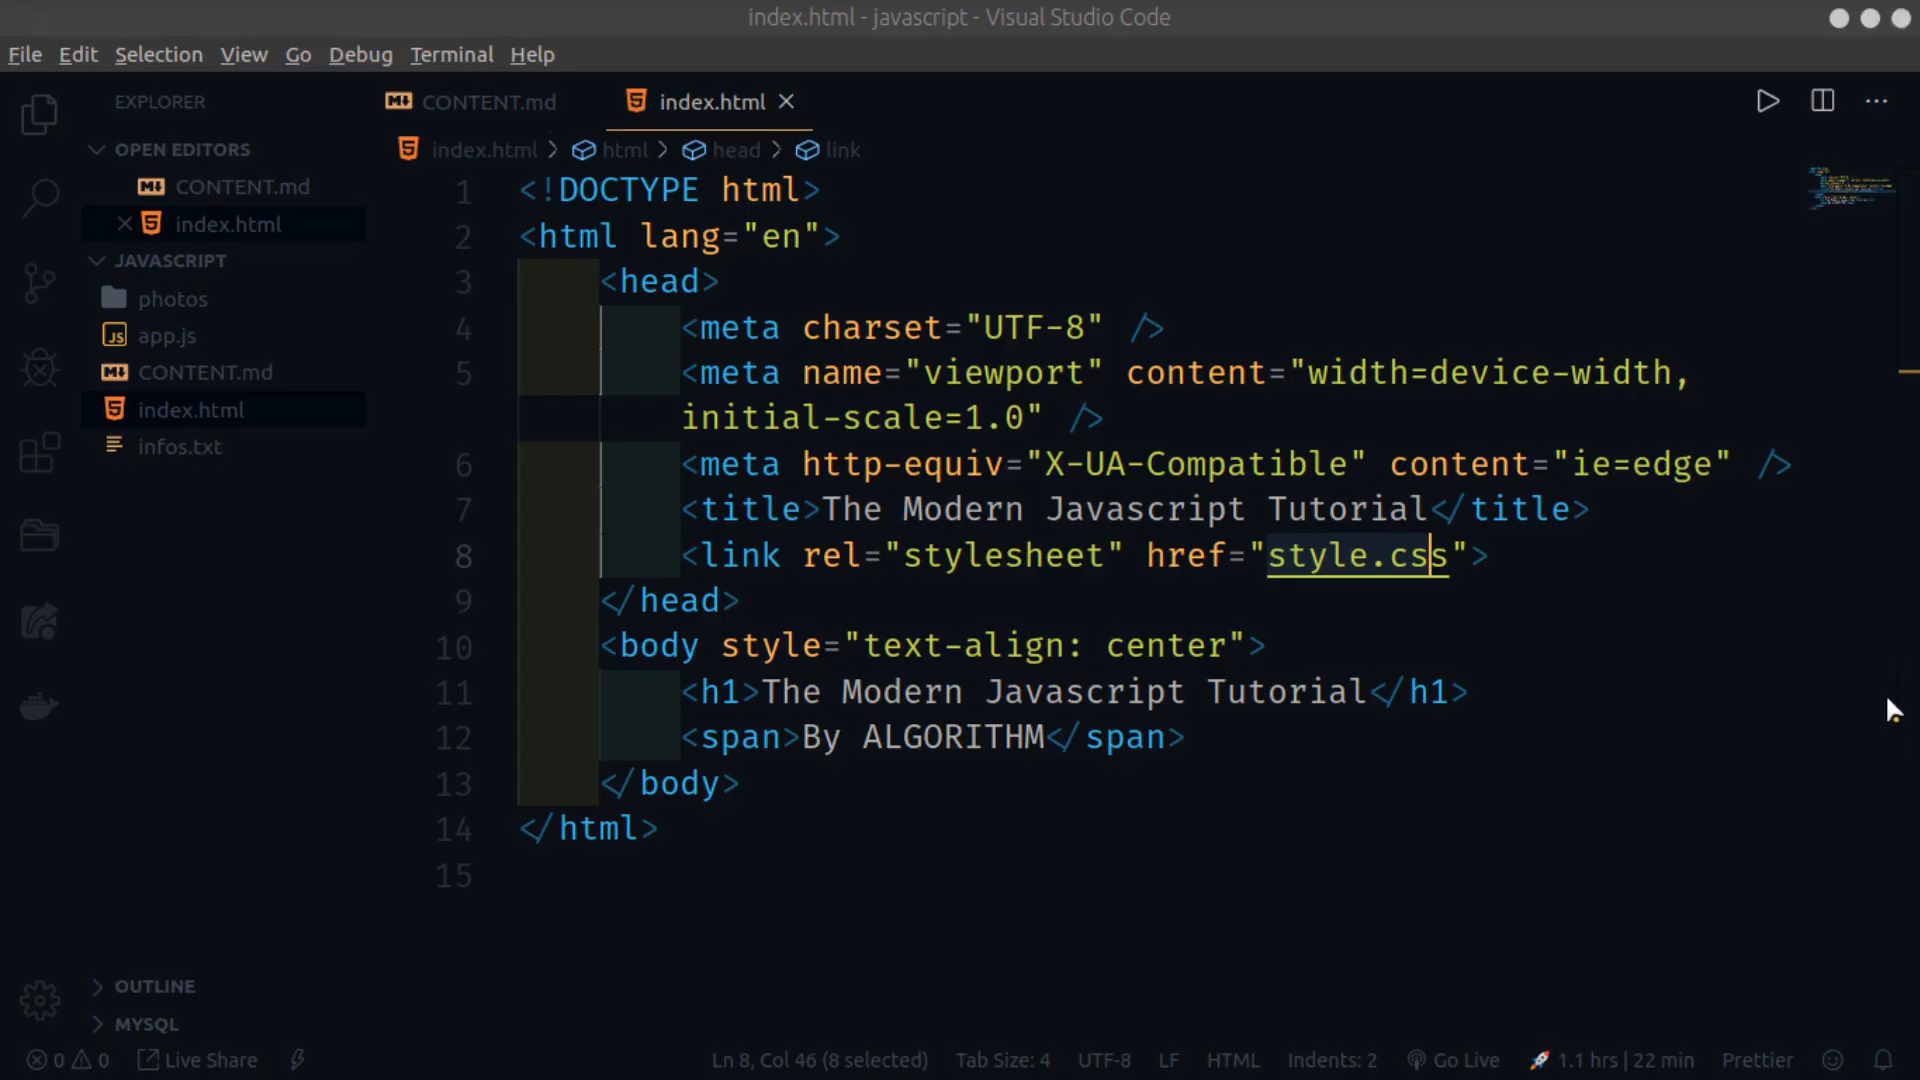 index.html - javascript - Visual Studio Code
File Edit Selection View Go Debug Terminal Help
EXPLORER
OPEN EDITORS
CONTENT.md
index.html
JAVASCRIPT
photos
app.js
CONTENT.md
index.html
infos.txt
OUTLINE
MYSQL
CONTENT.md index.html
index.html > html > head > link
1 <!DOCTYPE html>
2 <html lang="en">
3 <head>
4 <meta charset="UTF-8" />
5 <meta name="viewport" content="width=device-width,
initial-scale=1.0" />
6 <meta http-equiv="X-UA-Compatible" content="ie=edge" />
7 <title>The Modern Javascript Tutorial</title>
8 <link rel="stylesheet" href="style.css">
9 </head>
10 <body style="text-align: center">
11 <h1>The Modern Javascript Tutorial</h1>
12 <span>By ALGORITHM</span>
13 </body>
14 </html>
15
0 0 Live Share Ln 8, Col 46 (8 selected) Tab Size: 4 UTF-8 LF HTML Indents: 2 Go Live 1.1 hrs | 22 min Prettier